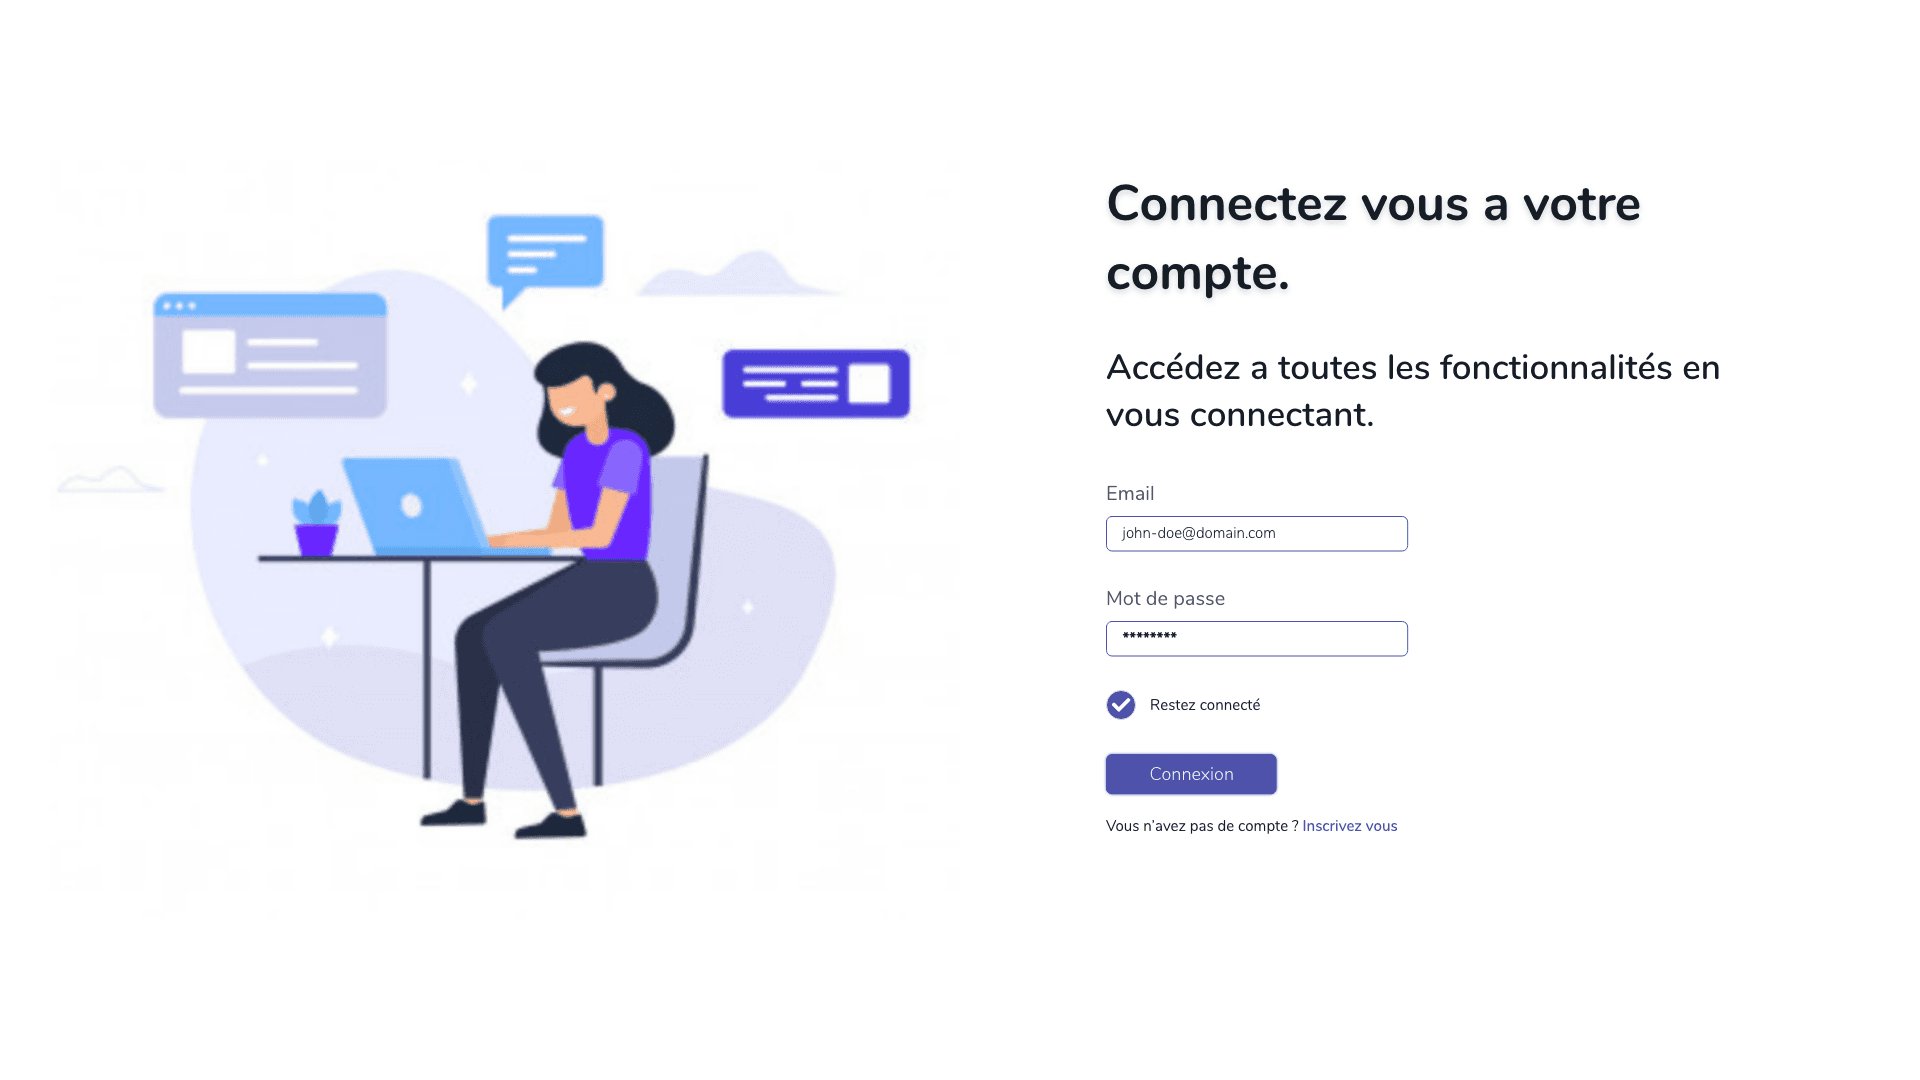 Connectez vous a votre
compte.
Accédez a toutes les fonctionnalités en
vous connectant.
Email
john-doe@domain.com
Mot de passe
********
Restez connecté
Connexion
Vous n'avez pas de compte ? Inscrivez vous